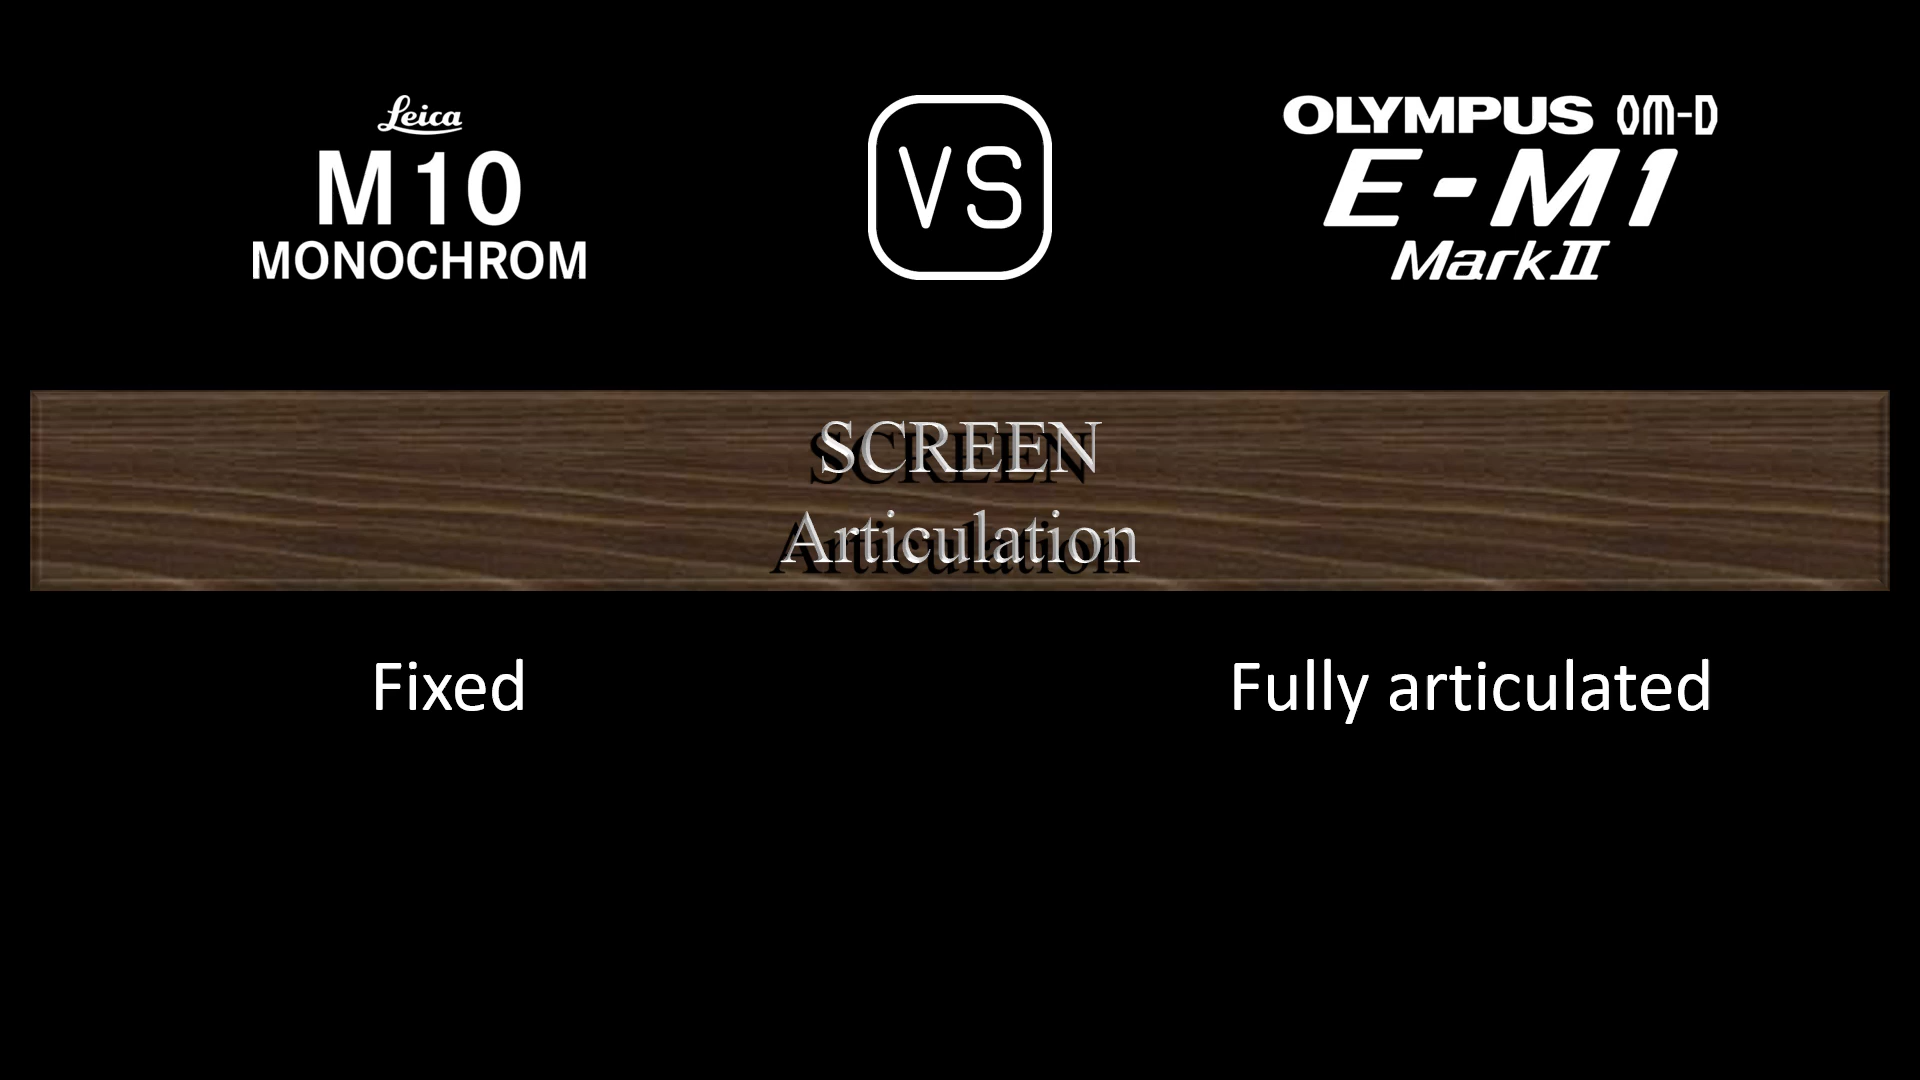 Leica
M10
MONOCHROM
VS
OLYMPUS OM-D
E-M1
Mark II
SCREEN
Articulation
Fixed
Fully articulated